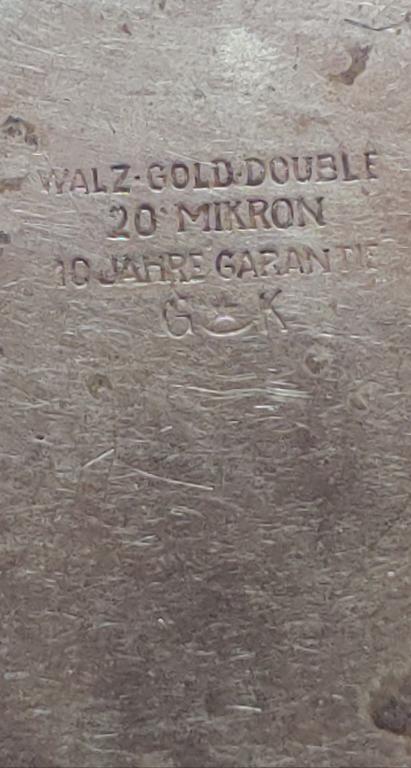 WALZ·GOLD·DOUBLE
20 MIKRON
10 JAHRE GARANTIE
G K